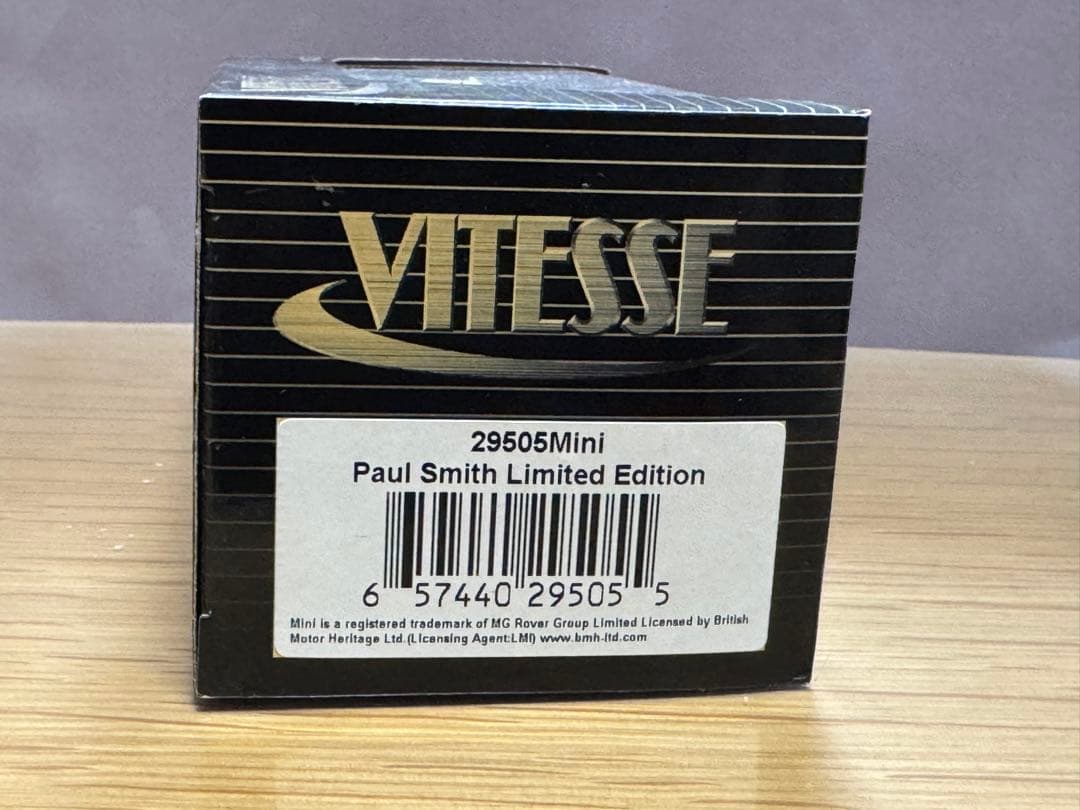 VITESSE
29505Mini
Paul Smith Limited Edition
6 57440 29505 5
Mini is a registered trademark of MG Rover Group Limited Licensed by British
Motor Heritage Ltd.(Licensing Agent:LMI) www.bmh-ltd.com